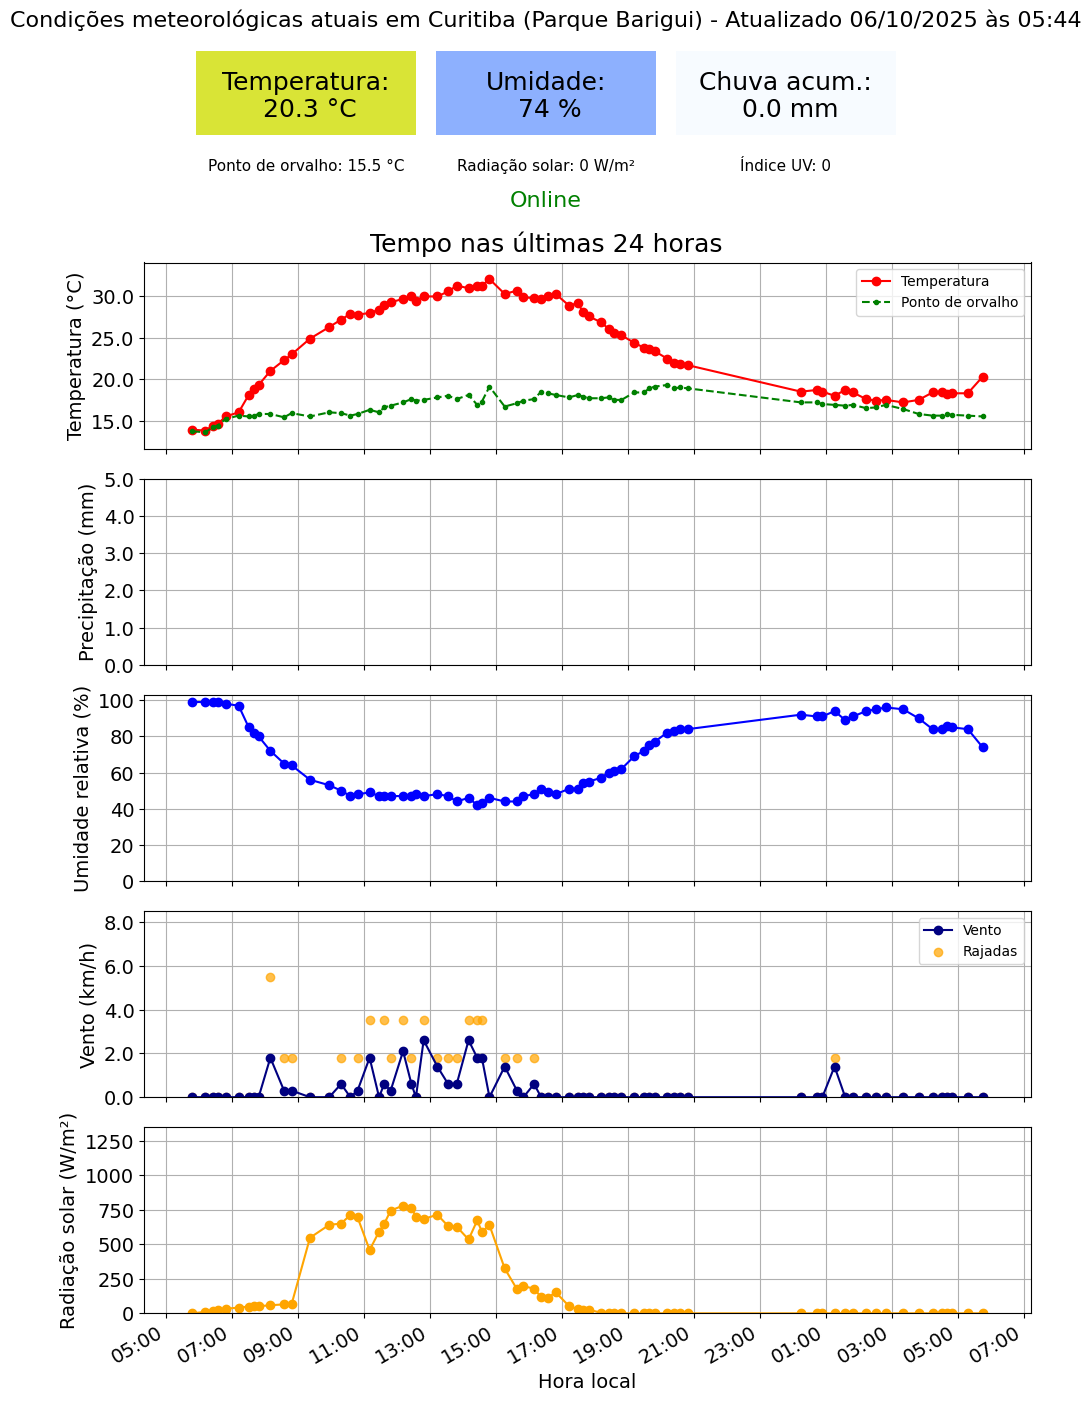 Condições meteorológicas atuais em Curitiba (Parque Barigui) - Atualizado 06/10/2025 às 05:44
Temperatura:
20.3 °C
Umidade:
74 %
Chuva acum.:
0.0 mm
Ponto de orvalho: 15.5 °C
Radiação solar: 0 W/m²
Índice UV: 0
Online
Tempo nas últimas 24 horas
Temperatura (°C)
30.0
25.0
20.0
15.0
Temperatura
Ponto de orvalho
Precipitação (mm)
5.0
4.0
3.0
2.0
1.0
0.0
Umidade relativa (%)
100
80
60
40
20
0
Vento (km/h)
8.0
6.0
4.0
2.0
0.0
Vento
Rajadas
Radiação solar (W/m²)
1250
1000
750
500
250
0
05:00
07:00
09:00
11:00
13:00
15:00
17:00
19:00
21:00
23:00
01:00
03:00
05:00
07:00
Hora local